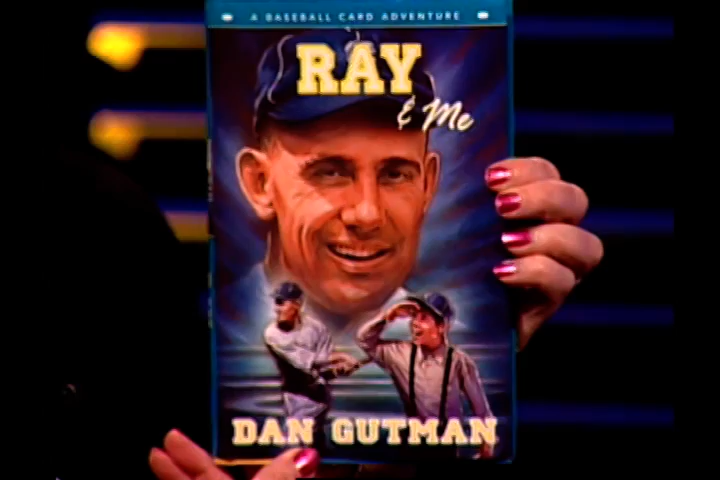 A BASEBALL CARD ADVENTURE
RAY
& Me
DAN GUTMAN